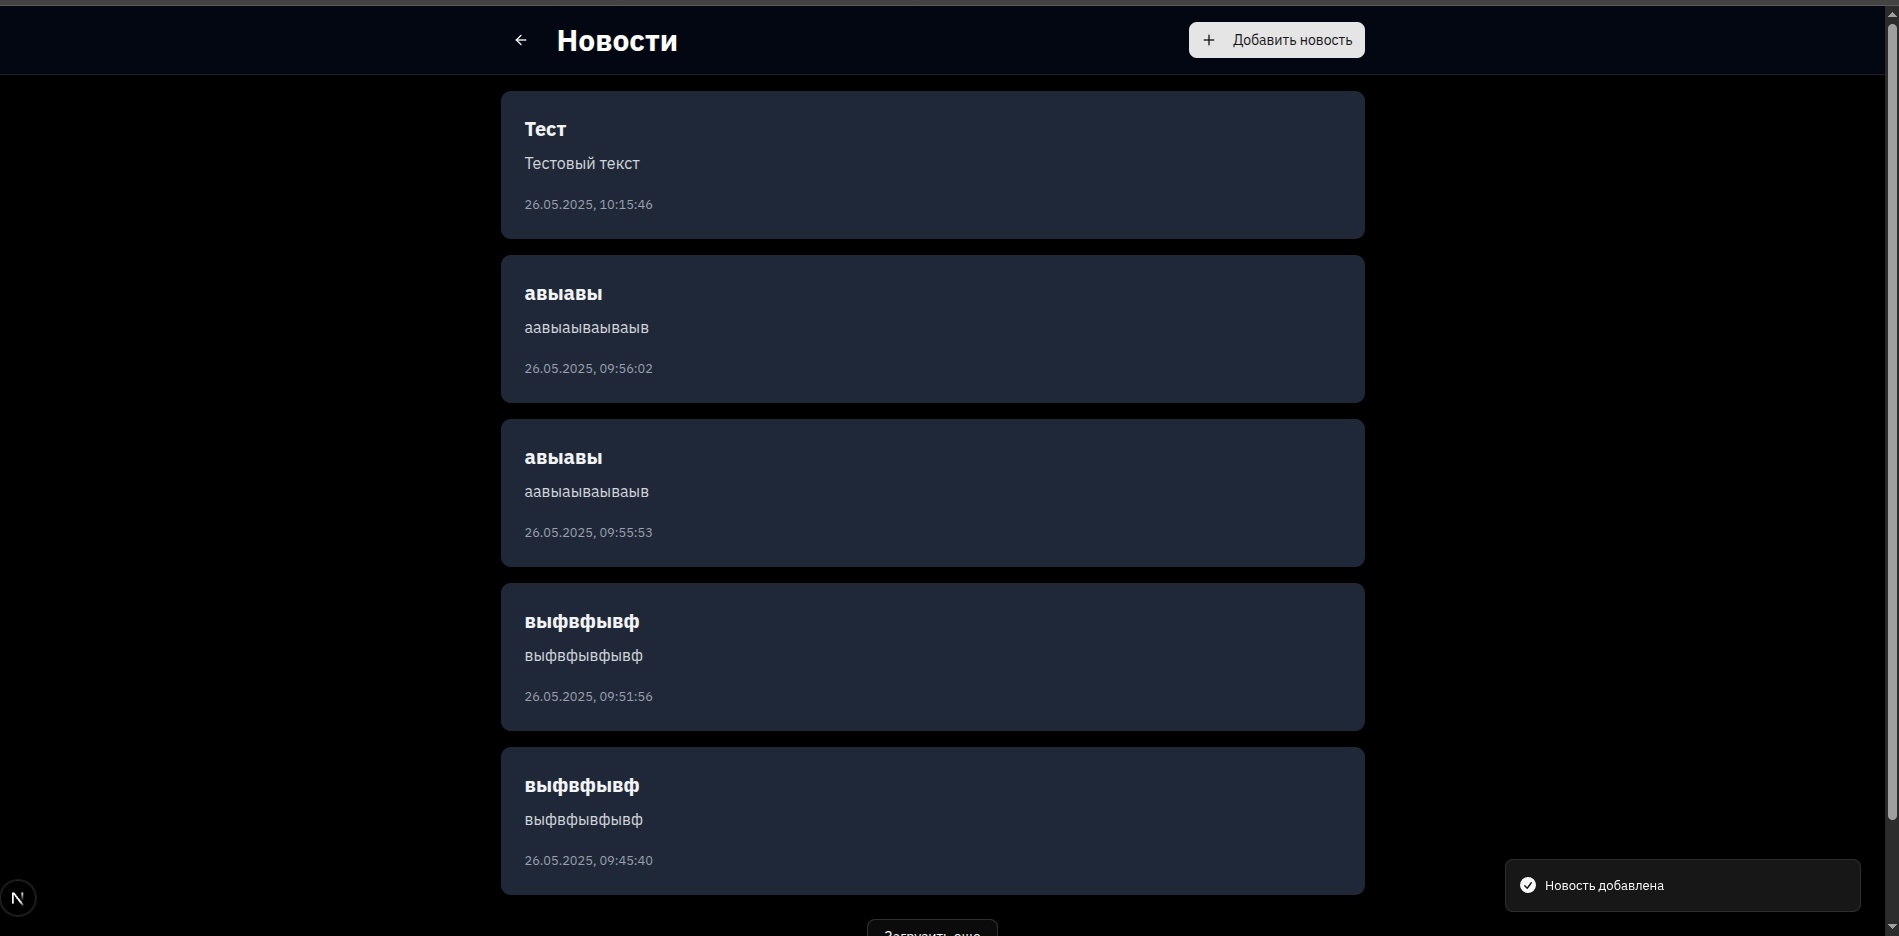 Новости
Добавить новость
Тест
Тестовый текст
26.05.2025, 10:15:46
авыавы
аавыаываываыв
26.05.2025, 09:56:02
авыавы
аавыаываываыв
26.05.2025, 09:55:53
выфвфывф
выфвфывфывф
26.05.2025, 09:51:56
выфвфывф
выфвфывфывф
26.05.2025, 09:45:40
N
Новость добавлена
Загрузить еще